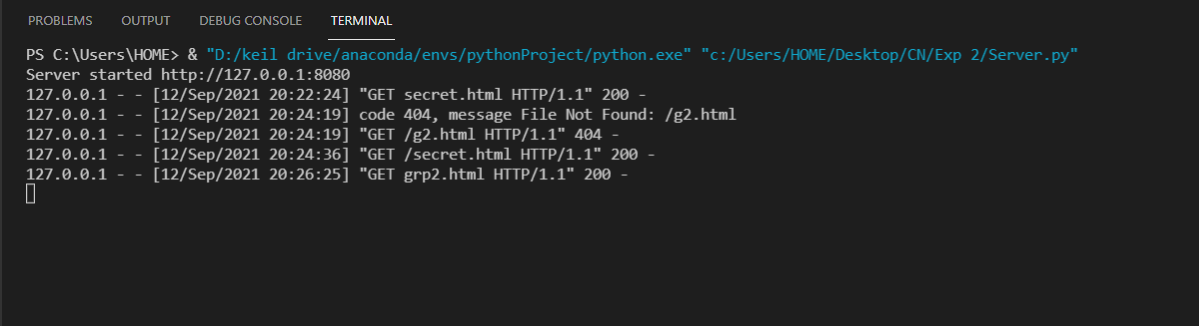 PROBLEMS OUTPUT DEBUG CONSOLE TERMINAL
PS C:\Users\HOME> & "D:/keil drive/anaconda/envs/pythonProject/python.exe" "c:/Users/HOME/Desktop/CN/Exp 2/Server.py"
Server started http://127.0.0.1:8080
127.0.0.1 - - [12/Sep/2021 20:22:24] "GET secret.html HTTP/1.1" 200 -
127.0.0.1 - - [12/Sep/2021 20:24:19] code 404, message File Not Found: /g2.html
127.0.0.1 - - [12/Sep/2021 20:24:19] "GET /g2.html HTTP/1.1" 404 -
127.0.0.1 - - [12/Sep/2021 20:24:36] "GET /secret.html HTTP/1.1" 200 -
127.0.0.1 - - [12/Sep/2021 20:26:25] "GET grp2.html HTTP/1.1" 200 -